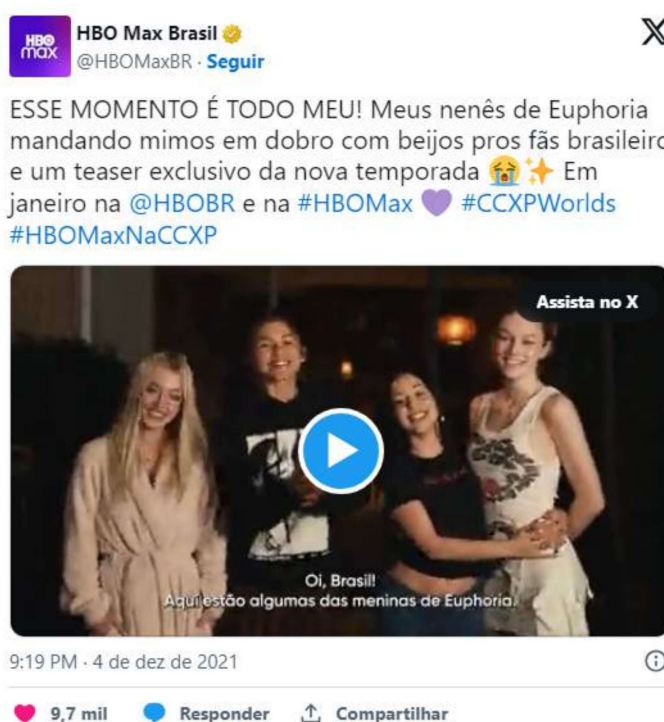 HBO
max
HBO Max Brasil
@HBOMaxBR · Seguir
X
ESSE MOMENTO É TODO MEU! Meus nenês de Euphoria
mandando mimos em dobro com beijos pros fãs brasileiro
e um teaser exclusivo da nova temporada 😭✨ Em
janeiro na @HBOBR e na #HBOMax 💜 #CCXPWorlds
#HBOMaxNaCCXP
Assista no X
Oi, Brasil!
Aqui estão algumas das meninas de Euphoria.
9:19 PM · 4 de dez de 2021
9,7 mil Responder Compartilhar